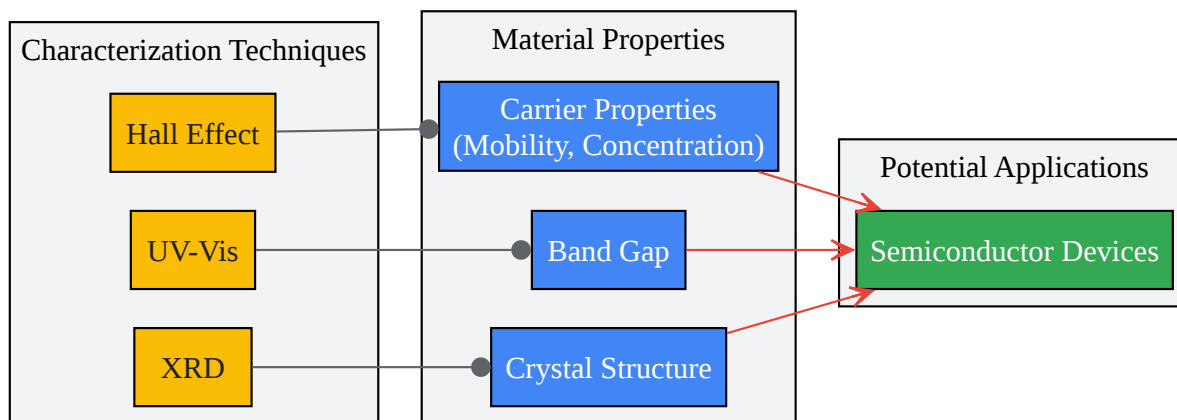 Characterization Techniques
Hall Effect
UV-Vis
XRD
Material Properties
Carrier Properties
(Mobility, Concentration)
Band Gap
Crystal Structure
Potential Applications
Semiconductor Devices